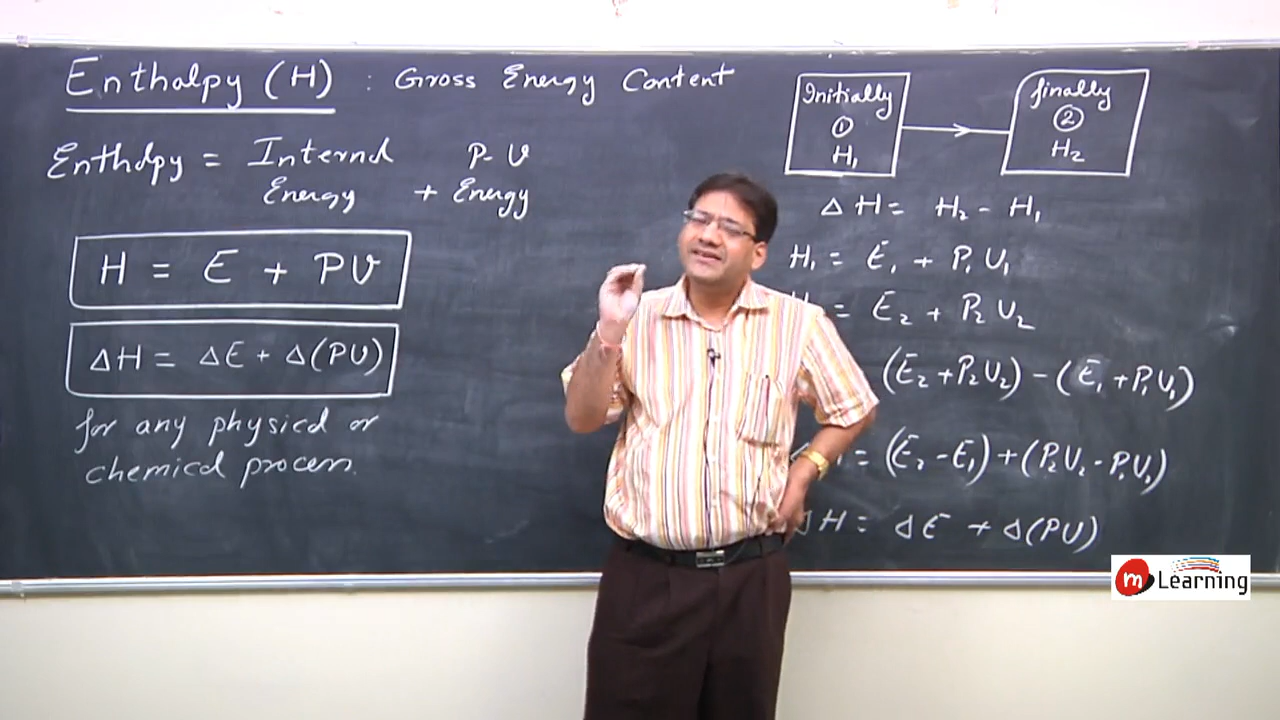 Enthalpy (H) : Gross Energy Content
Enthalpy = Internal P-V
Energy + Energy
H = E + PV
ΔH = ΔE + Δ(PV)
for any physical or
chemical process.
Initially
①
H₁
finally
②
H₂
ΔH = H₂ - H₁
H₁ = E₁ + P₁V₁
= E₂ + P₂V₂
(E₂ + P₂V₂) - (E₁ + P₁V₁)
= (E₂ - E₁) + (P₂V₂ - P₁V₁)
ΔH = ΔE + Δ(PV)
m Learning